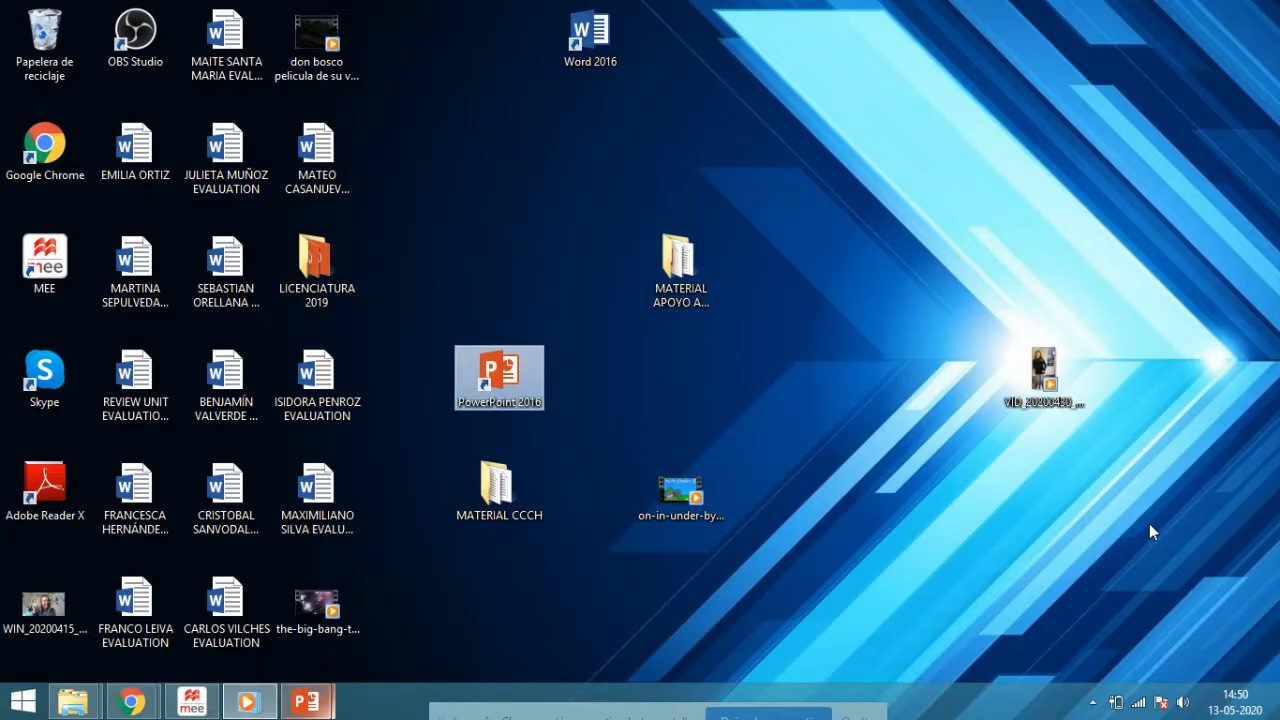 Papelera de
reciclaje
OBS Studio
MAITE SANTA
MARIA EVAL...
don bosco
pelicula de su v...
Word 2016
Google Chrome
EMILIA ORTIZ
JULIETA MUÑOZ
EVALUATION
MATEO
CASANUEV...
mee
MEE
MARTINA
SEPULVEDA...
SEBASTIAN
ORELLANA ...
LICENCIATURA
2019
MATERIAL
APOYO A...
Skype
REVIEW UNIT
EVALUATIO...
BENJAMÍN
VALVERDE ...
ISIDORA PENROZ
EVALUATION
PowerPoint 2016
VID_20200430_...
Adobe Reader X
FRANCESCA
HERNÁNDE...
CRISTOBAL
SANVODAL...
MAXIMILIANO
SILVA EVALU...
MATERIAL CCCH
on-in-under-by...
WIN_20200415_...
FRANCO LEIVA
EVALUATION
CARLOS VILCHES
EVALUATION
the-big-bang-t...
mee
14:50
13-05-2020